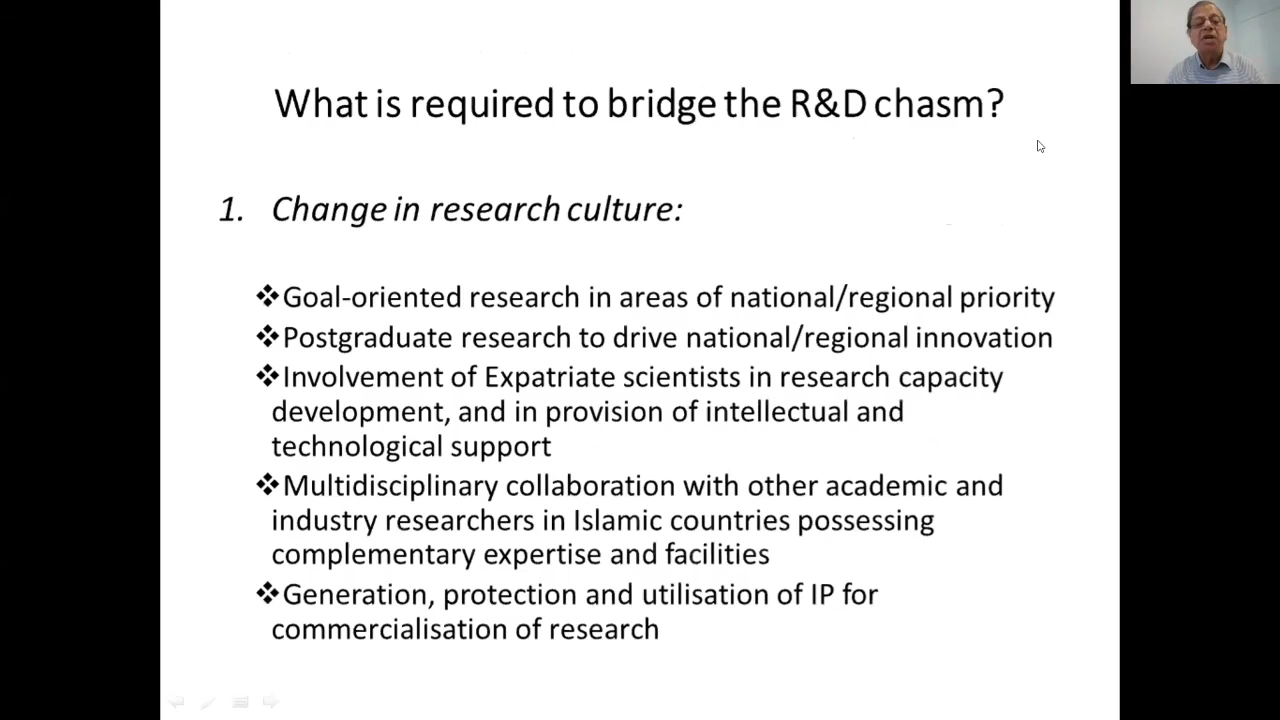 What is required to bridge the R&D chasm?
1. Change in research culture:
❖Goal-oriented research in areas of national/regional priority
❖Postgraduate research to drive national/regional innovation
❖Involvement of Expatriate scientists in research capacity
development, and in provision of intellectual and
technological support
❖Multidisciplinary collaboration with other academic and
industry researchers in Islamic countries possessing
complementary expertise and facilities
❖Generation, protection and utilisation of IP for
commercialisation of research